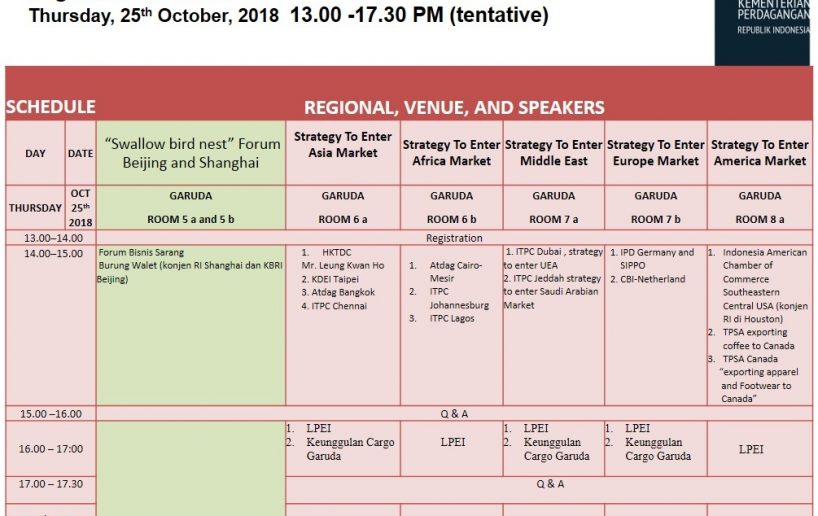 Thursday, 25th October, 2018 13.00 -17.30 PM (tentative)
KEMENTERIAN
PERDAGANGAN
REPUBLIK INDONESIA
SCHEDULE
REGIONAL, VENUE, AND SPEAKERS
DAY
DATE
“Swallow bird nest” Forum
Beijing and Shanghai
Strategy To Enter
Asia Market
Strategy To Enter
Africa Market
Strategy To Enter
Middle East
Strategy To Enter
Europe Market
Strategy To Enter
America Market
THURSDAY
OCT
25th
2018
GARUDA
ROOM 5 a and 5 b
GARUDA
ROOM 6 a
GARUDA
ROOM 6 b
GARUDA
ROOM 7 a
GARUDA
ROOM 7 b
GARUDA
ROOM 8 a
13.00–14.00
Registration
14.00–15.00
Forum Bisnis Sarang
Burung Walet (konjen RI Shanghai dan KBRI
Beijing)
1. HKTDC
Mr. Leung Kwan Ho
2. KDEI Taipei
3. Atdag Bangkok
4. ITPC Chennai
1. Atdag Cairo-
Mesir
2. ITPC
Johannesburg
3. ITPC Lagos
1. ITPC Dubai , strategy
to enter UEA
2. ITPC Jeddah strategy
to enter Saudi Arabian
Market
1. IPD Germany and
SIPPO
2. CBI-Netherland
1. Indonesia American
Chamber of
Commerce
Southeastern
Central USA (konjen
RI di Houston)
2. TPSA exporting
coffee to Canada
3. TPSA Canada
“exporting apparel
and Footwear to
Canada”
15.00 –16.00
Q & A
16.00 – 17:00
1. LPEI
2. Keunggulan Cargo
Garuda
LPEI
1. LPEI
2. Keunggulan
Cargo Garuda
1. LPEI
2. Keunggulan
Cargo Garuda
LPEI
17.00 – 17.30
Q & A